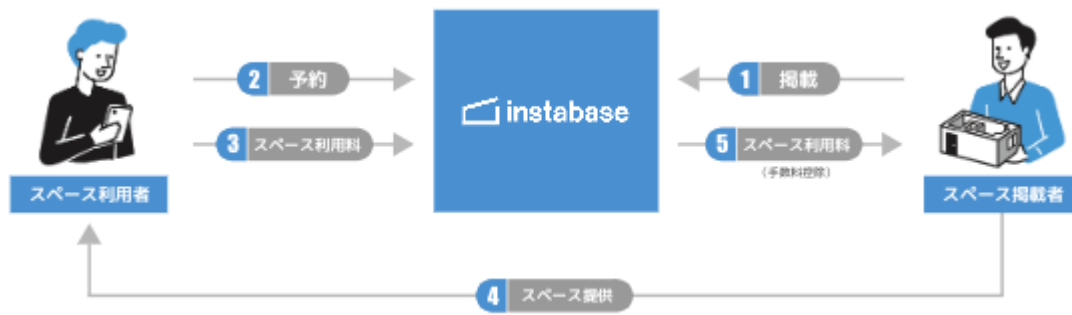 2 予約
1 掲載
instabase
3 スペース利用料
5 スペース利用料
(手数料控除)
スペース利用者
スペース掲載者
4 スペース提供